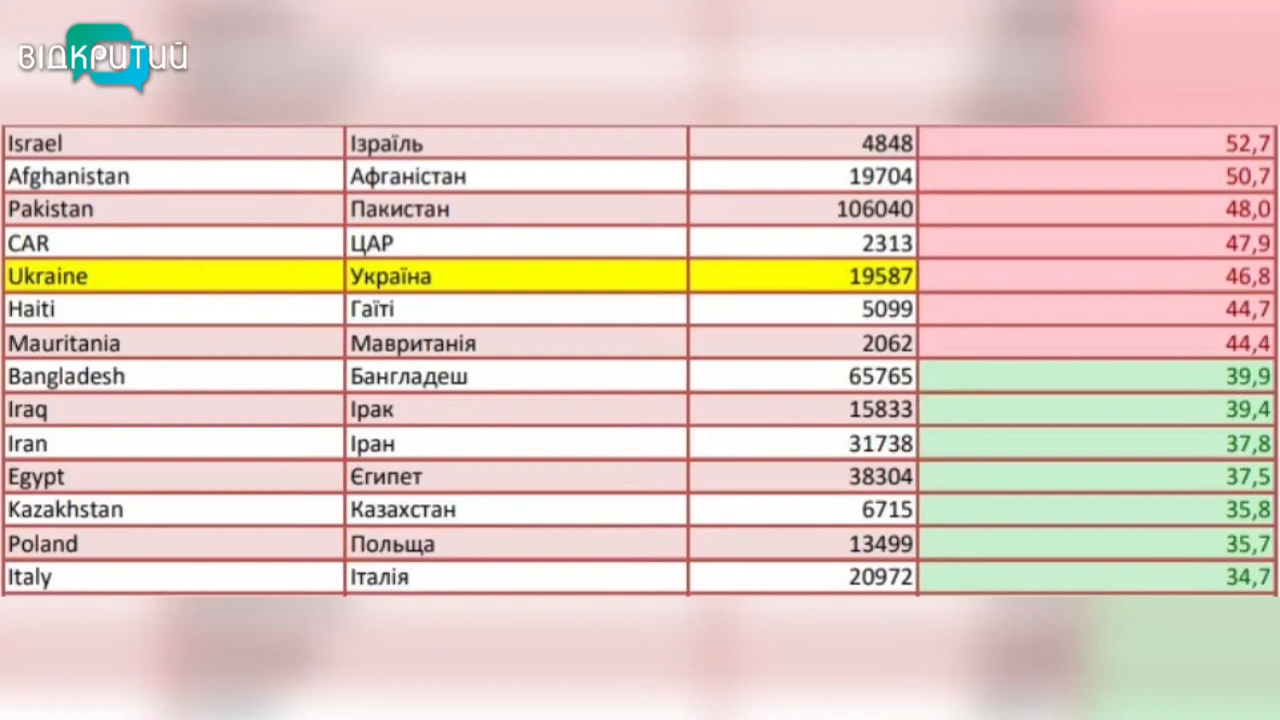 ВІДКРИТИЙ
Israel Ізраїль 4848 52,7
Afghanistan Афганістан 19704 50,7
Pakistan Пакистан 106040 48,0
CAR ЦАР 2313 47,9
Ukraine Україна 19587 46,8
Haiti Гаїті 5099 44,7
Mauritania Мавританія 2062 44,4
Bangladesh Бангладеш 65765 39,9
Iraq Ірак 15833 39,4
Iran Іран 31738 37,8
Egypt Єгипет 38304 37,5
Kazakhstan Казахстан 6715 35,8
Poland Польща 13499 35,7
Italy Італія 20972 34,7